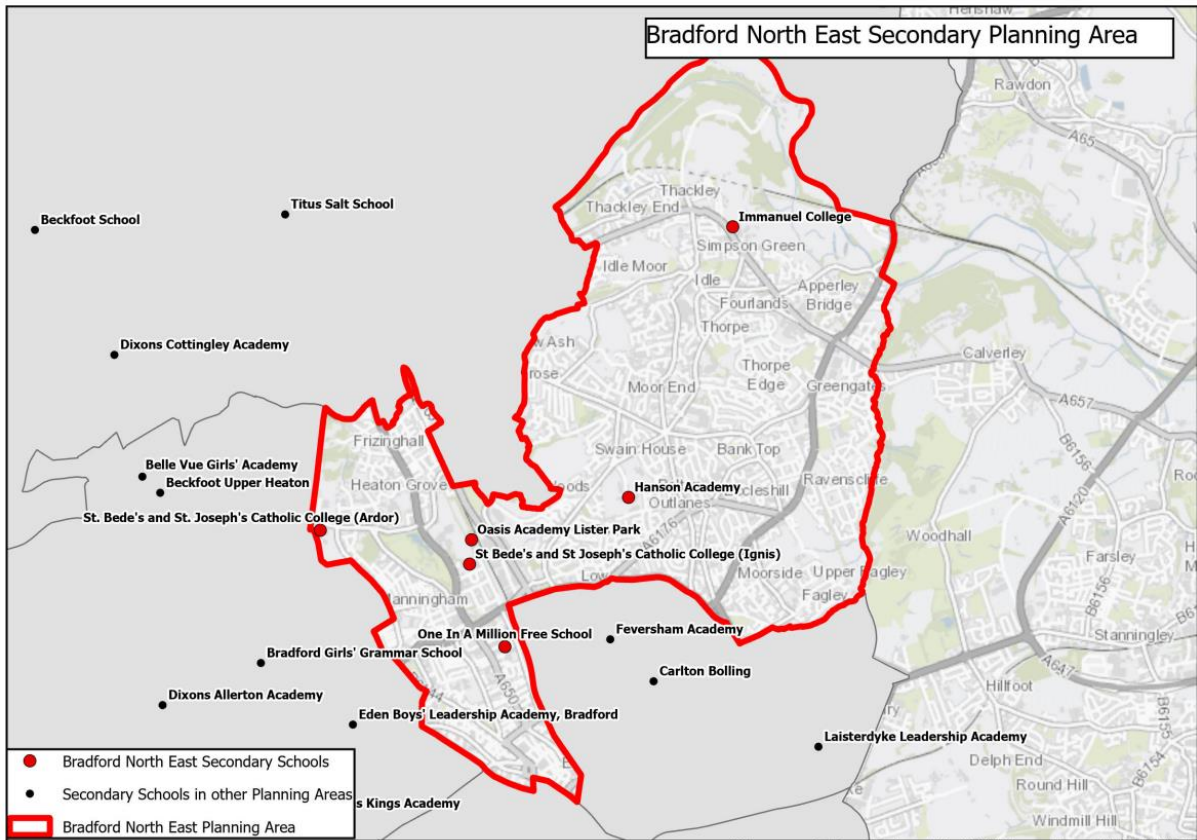 Bradford North East Secondary Planning Area
Henshaw
Rawdon
A65
Thackley
Thackley End
Titus Salt School
Beckfoot School
Immanuel College
Simpson Green
Idle Moor
Idle
Apperley
Bridge
Fourlands
Thorpe
Dixons Cottingley Academy
Calverley
Thorpe
Edge
Moor End
Greengates
A657
B6156
Frizinghall
Swain House
Bank Top
Belle Vue Girls' Academy
Beckfoot Upper Heaton
Heaton Grove
Ravenscliffe
Hanson Academy
Outlanes
Eccleshill
A6120
St. Bede's and St. Joseph's Catholic College (Ardor)
Oasis Academy Lister Park
A6176
Woodhall
St Bede's and St Joseph's Catholic College (Ignis)
Farsley
Moorside
Upper Fagley
Fagley
B6156
Manningham
One In A Million Free School
Feversham Academy
Stanningley
Bradford Girls' Grammar School
A647
Carlton Bolling
Hillfoot
Dixons Allerton Academy
A650
Eden Boys' Leadership Academy, Bradford
B6155
Laisterdyke Leadership Academy
Delph End
B6154
Round Hill
Windmill Hill
Bradford North East Secondary Schools
Secondary Schools in other Planning Areas
s Kings Academy
Bradford North East Planning Area